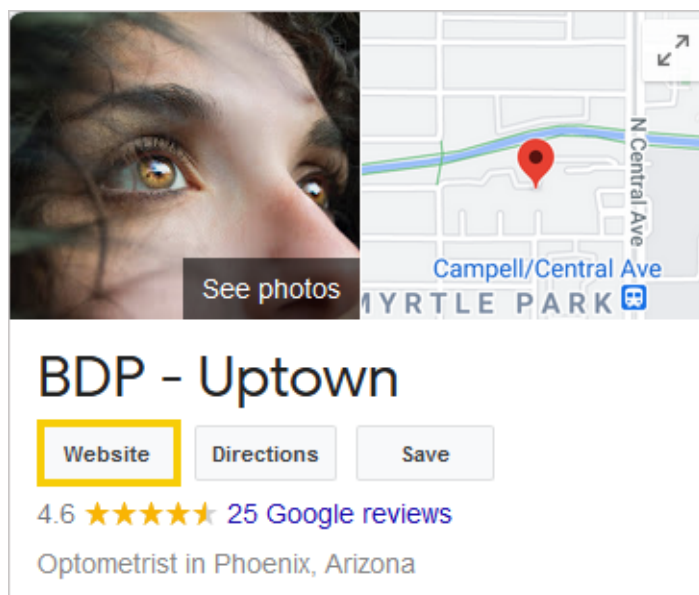 See photos
N Central Ave
Campell/Central Ave
MYRTLE PARK
BDP - Uptown
Website
Directions
Save
4.6
25 Google reviews
Optometrist in Phoenix, Arizona